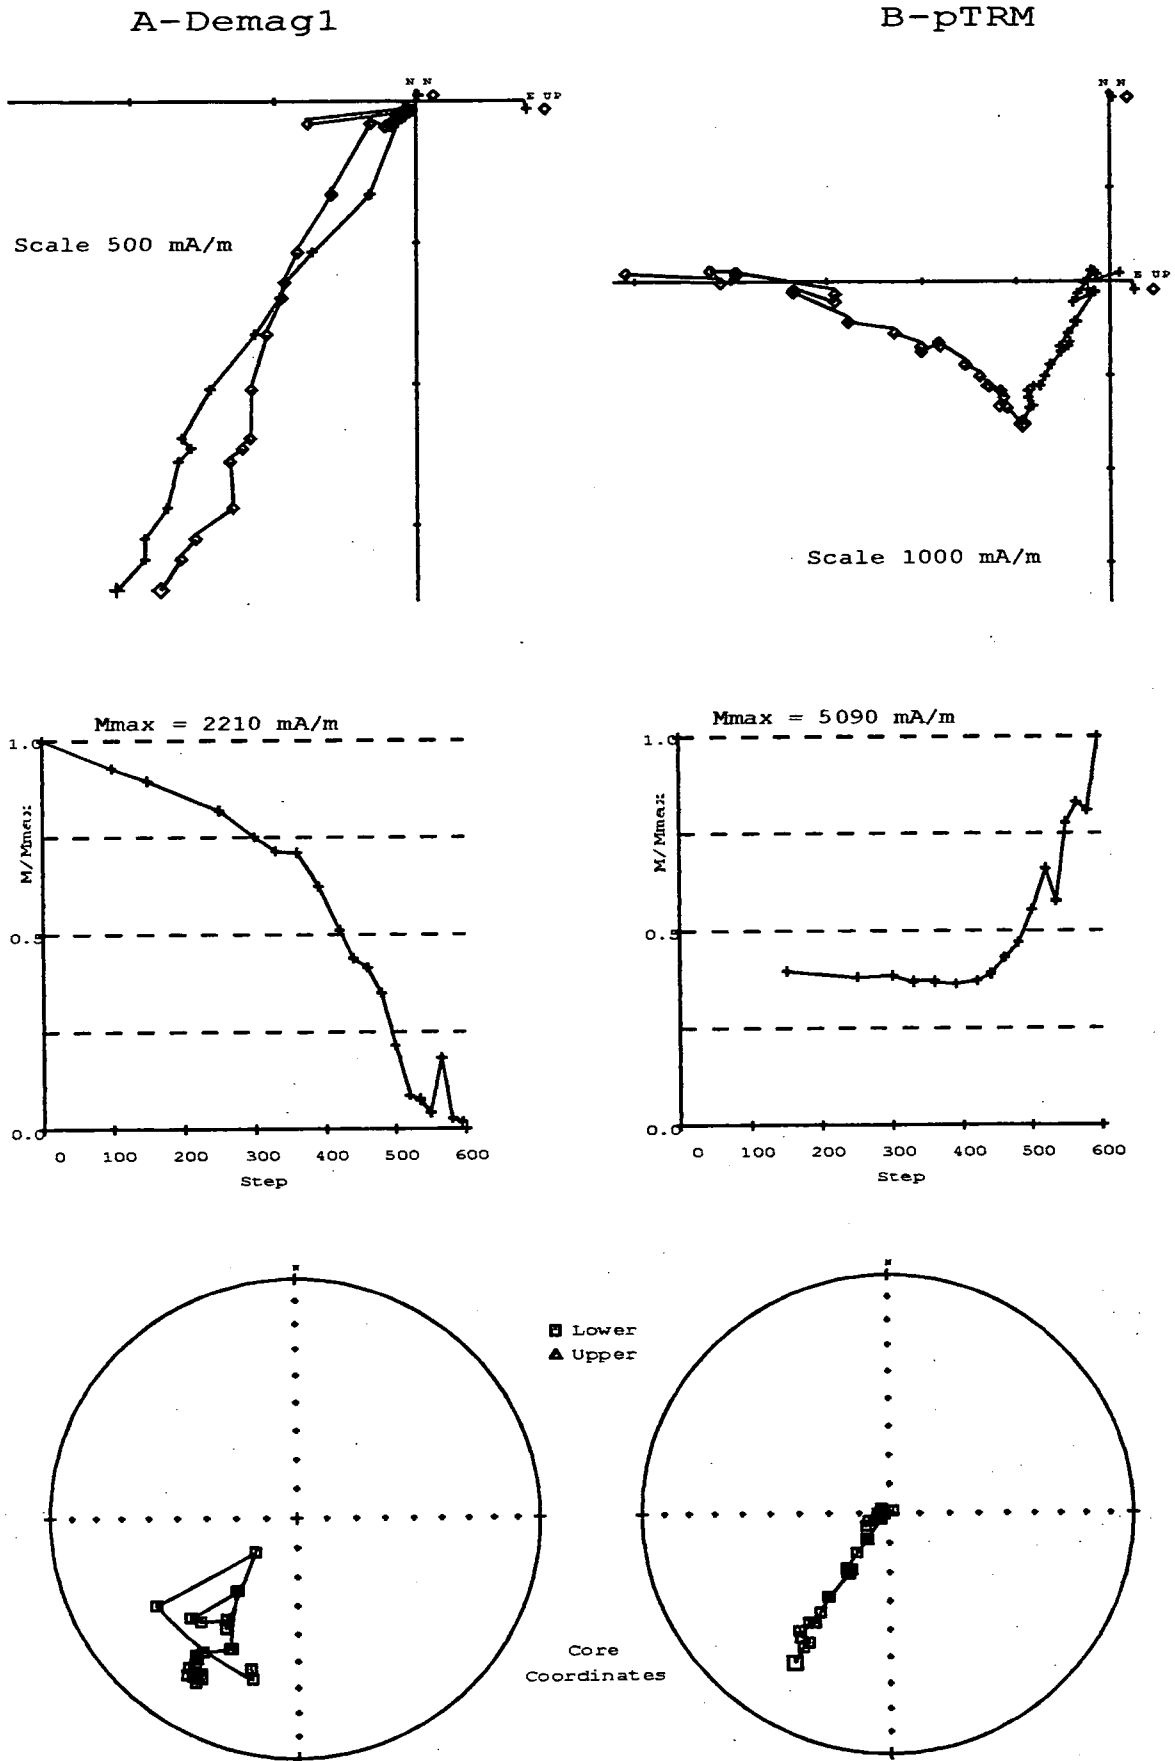 A-Demag1
B-pTRM
N N
E UP
N N
E UP
Scale 500 mA/m
Scale 1000 mA/m
Mmax = 2210 mA/m
Mmax = 5090 mA/m
1.0
1.0
M/Mmax
M/Mmax
0.5
0.5
0.0
0.0
0 100 200 300 400 500 600
0 100 200 300 400 500 600
Step
Step
N
N
Lower
Upper
Core
Coordinates